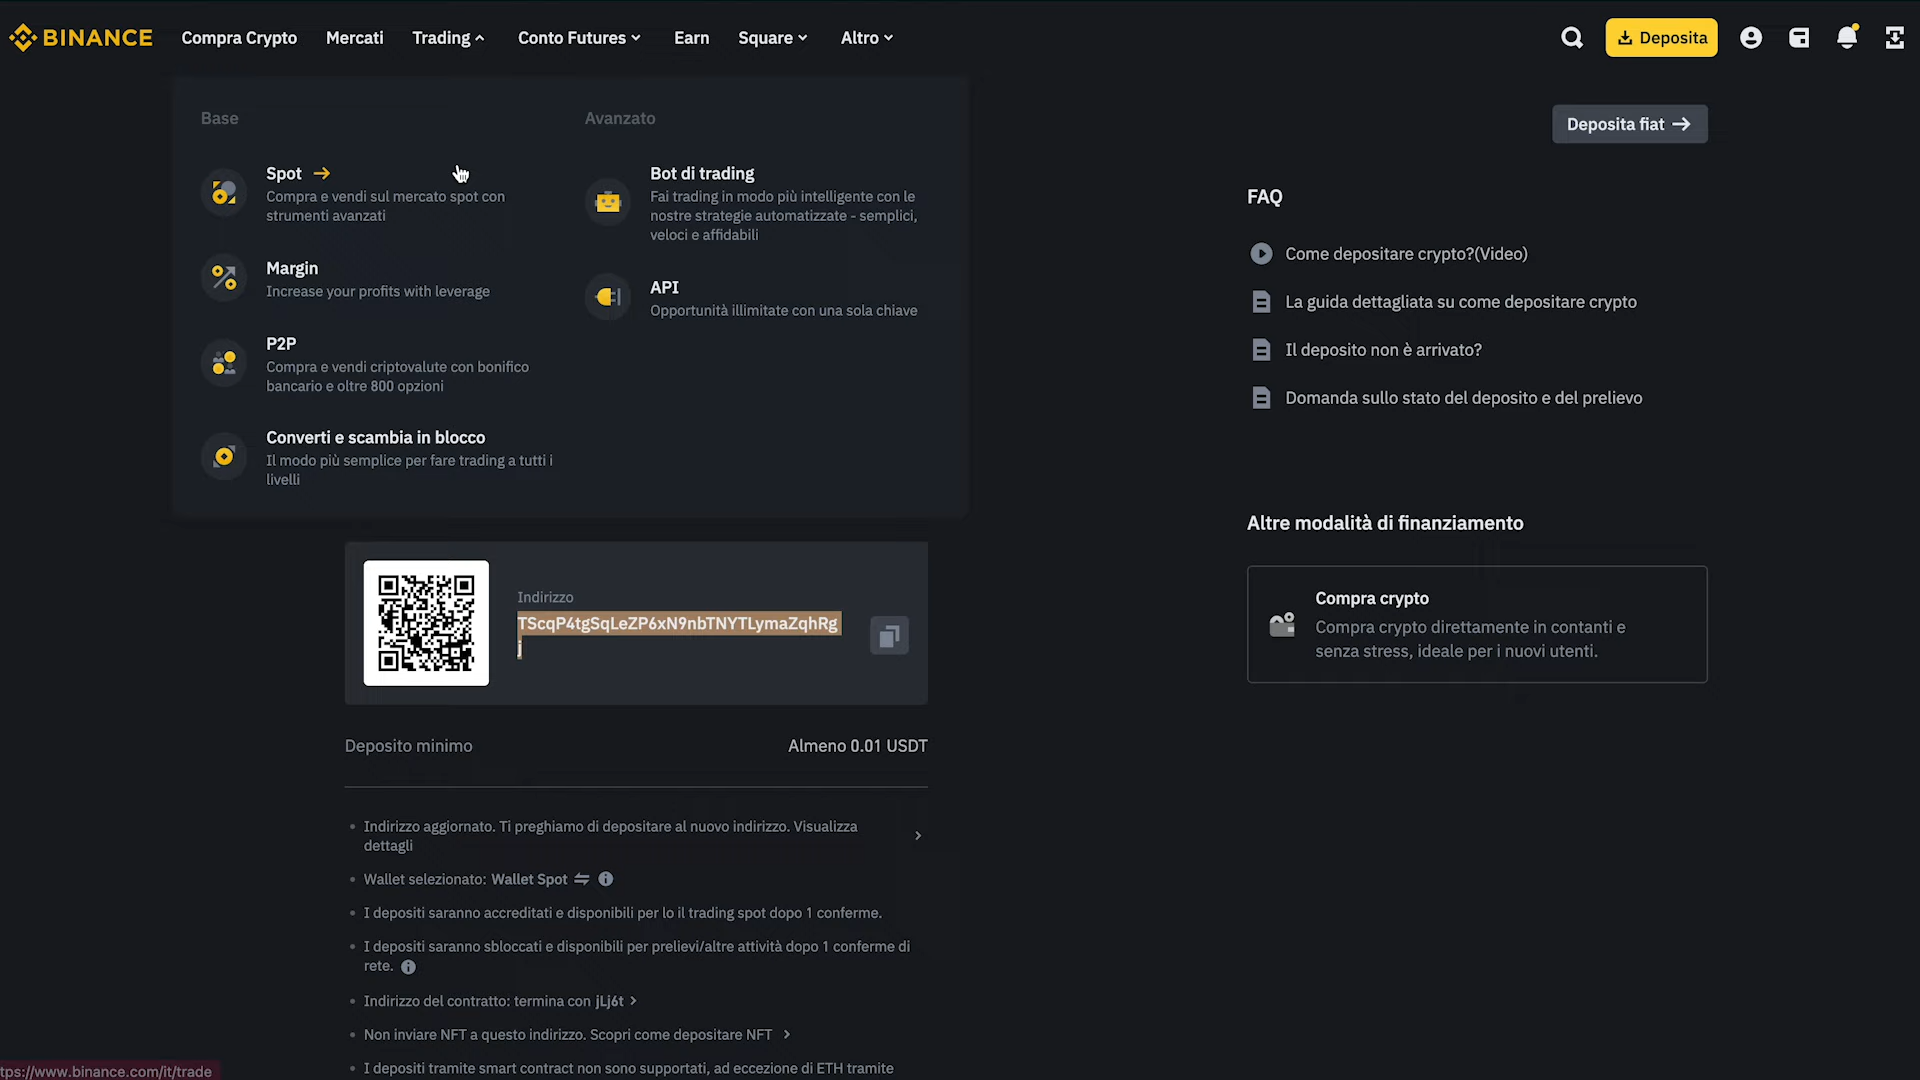 BINANCE Compra Crypto Mercati Trading Conto Futures Earn Square Altro Deposita
Base
Spot
Compra e vendi sul mercato spot con
strumenti avanzati
Margin
Increase your profits with leverage
P2P
Compra e vendi criptovalute con bonifico
bancario e oltre 800 opzioni
Converti e scambia in blocco
Il modo più semplice per fare trading a tutti i
livelli
Avanzato
Bot di trading
Fai trading in modo più intelligente con le
nostre strategie automatizzate - semplici,
veloci e affidabili
API
Opportunità illimitate con una sola chiave
Indirizzo
TScqP4tgSqLeZP6xN9nbTNYTLymaZqhRg
j
Deposito minimo Almeno 0.01 USDT
Indirizzo aggiornato. Ti preghiamo di depositare al nuovo indirizzo. Visualizza
dettagli
Wallet selezionato: Wallet Spot
I depositi saranno accreditati e disponibili per lo il trading spot dopo 1 conferme.
I depositi saranno sbloccati e disponibili per prelievi/altre attività dopo 1 conferme di
rete.
Indirizzo del contratto: termina con jLj6t
Non inviare NFT a questo indirizzo. Scopri come depositare NFT
I depositi tramite smart contract non sono supportati, ad eccezione di ETH tramite
Deposita fiat
FAQ
Come depositare crypto?(Video)
La guida dettagliata su come depositare crypto
Il deposito non è arrivato?
Domanda sullo stato del deposito e del prelievo
Altre modalità di finanziamento
Compra crypto
Compra crypto direttamente in contanti e
senza stress, ideale per i nuovi utenti.
tps://www.binance.com/it/trade